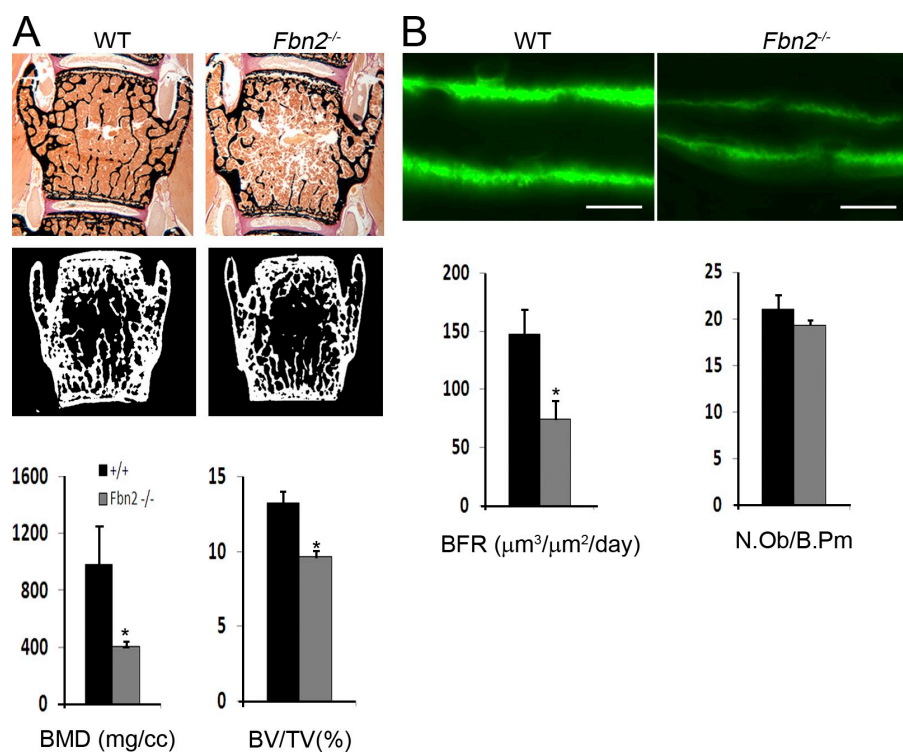 A
WT
Fbn2-/-
B
WT
Fbn2-/-
1600
1200
800
400
0
+/+
Fbn2 -/-
*
BMD (mg/cc)
15
10
5
0
*
BV/TV(%)
200
150
100
50
0
*
BFR (μm³/μm²/day)
25
20
15
10
5
0
N.Ob/B.Pm